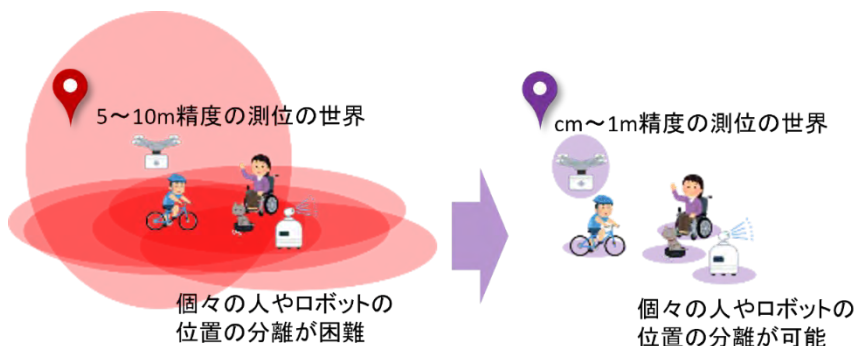 5～10m精度の測位の世界
個々の人やロボットの
位置の分離が困難
cm～1m精度の測位の世界
個々の人やロボットの
位置の分離が可能